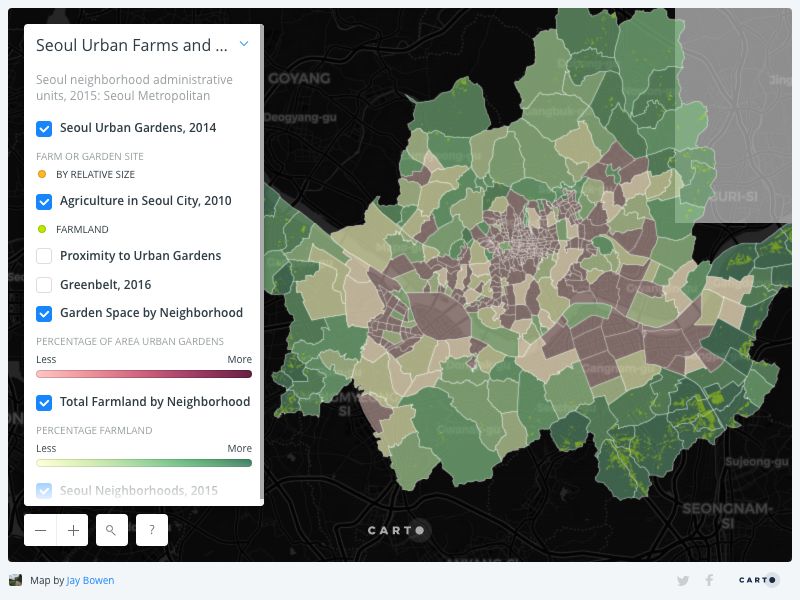 Seoul Urban Farms and ...
Seoul neighborhood administrative
units, 2015: Seoul Metropolitan
Seoul Urban Gardens, 2014
FARM OR GARDEN SITE
BY RELATIVE SIZE
Agriculture in Seoul City, 2010
FARMLAND
Proximity to Urban Gardens
Greenbelt, 2016
Garden Space by Neighborhood
PERCENTAGE OF AREA URBAN GARDENS
Less More
Total Farmland by Neighborhood
PERCENTAGE FARMLAND
Less More
Seoul Neighborhoods, 2015
?
GOYANG
Deogyang-gu
Gangnam-gu
Sujeong-gu
SEONGNAM-
SI
CARTO
Map by Jay Bowen
CARTO